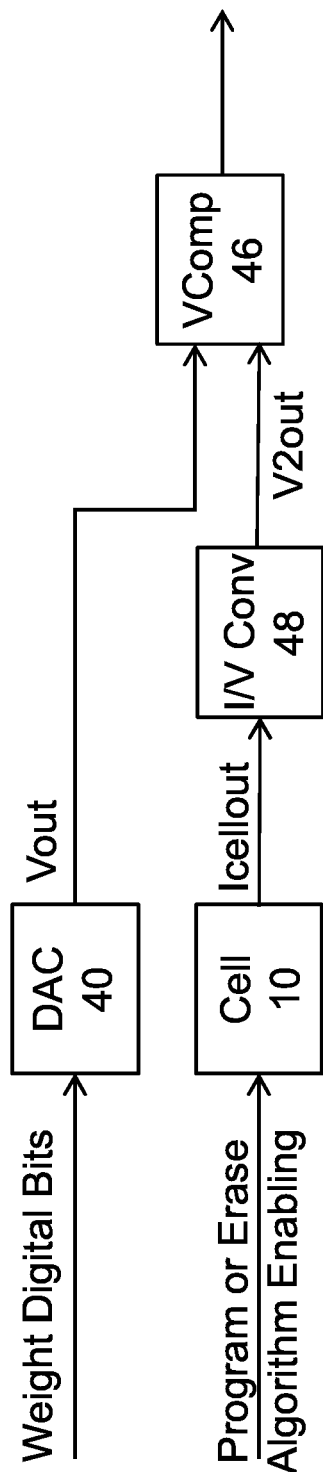 Weight Digital Bits
DAC
40
Vout
VComp
46
Program or Erase
Algorithm Enabling
Cell
10
Icellout
I/V Conv
48
V2out